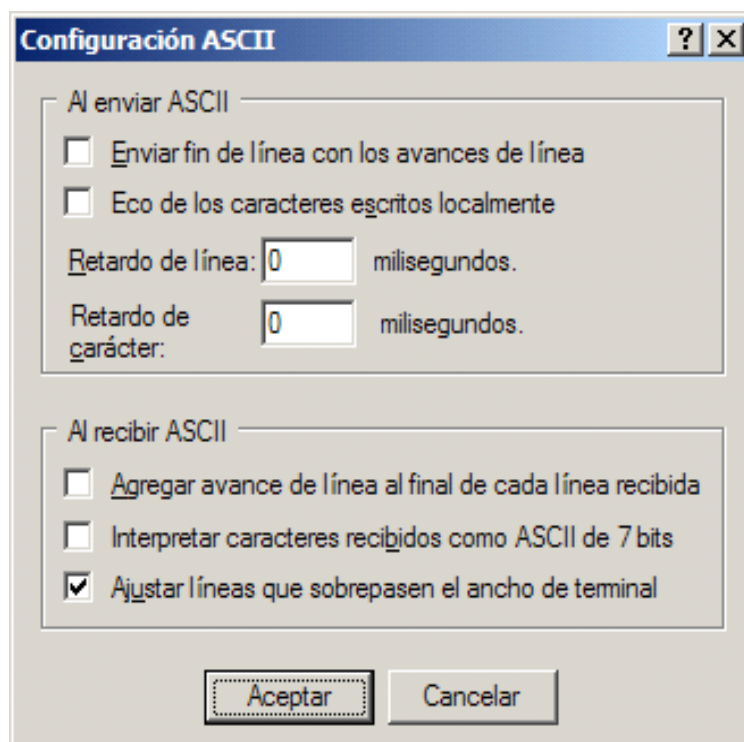 Configuración ASCII
Al enviar ASCII
Enviar fin de línea con los avances de línea
Eco de los caracteres escritos localmente
Retardo de línea: 0 milisegundos.
Retardo de
carácter: 0 milisegundos.
Al recibir ASCII
Agregar avance de línea al final de cada línea recibida
Interpretar caracteres recibidos como ASCII de 7 bits
Ajustar líneas que sobrepasen el ancho de terminal
Aceptar Cancelar